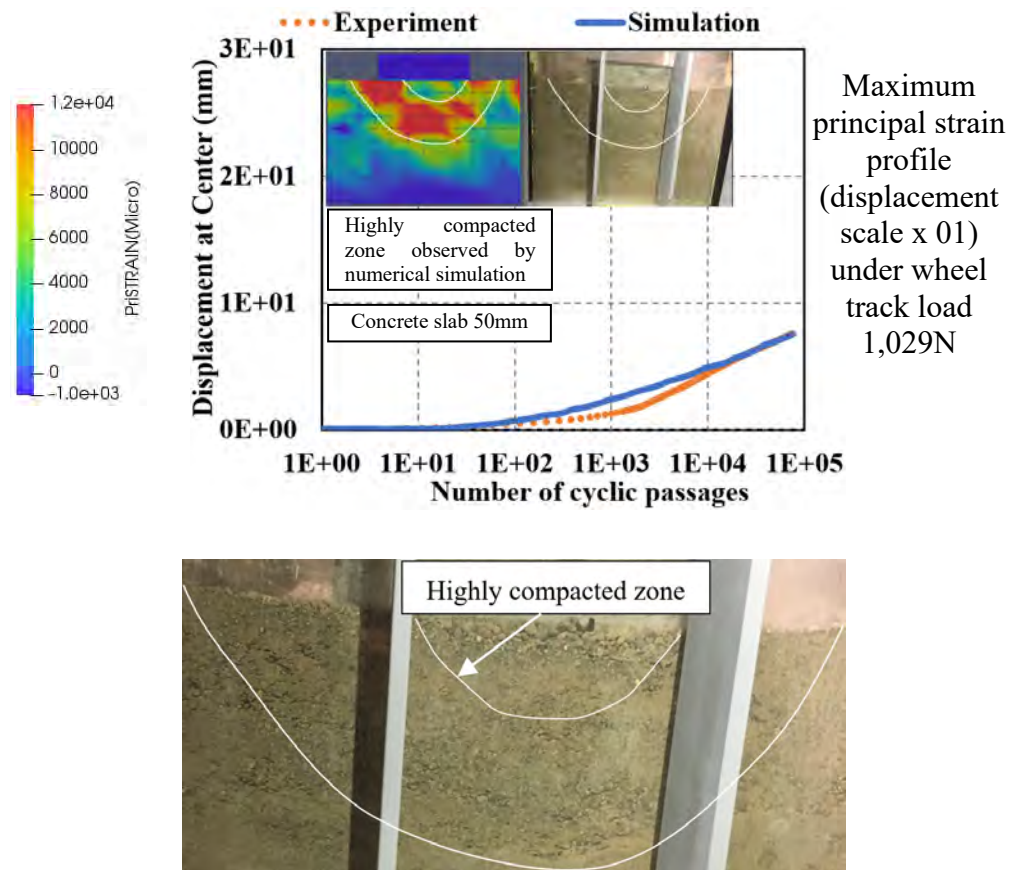 Experiment Simulation
3E+01
2E+01
1E+01
0E+00
Displacement at Center (mm)
1E+00 1E+01 1E+02 1E+03 1E+04 1E+05
Number of cyclic passages
1.2e+04
10000
8000
6000
4000
2000
0
-1.0e+03
PriSTRAIN(Micro)
Highly compacted
zone observed by
numerical simulation
Concrete slab 50mm
Maximum
principal strain
profile
(displacement
scale x 01)
under wheel
track load
1,029N
Highly compacted zone